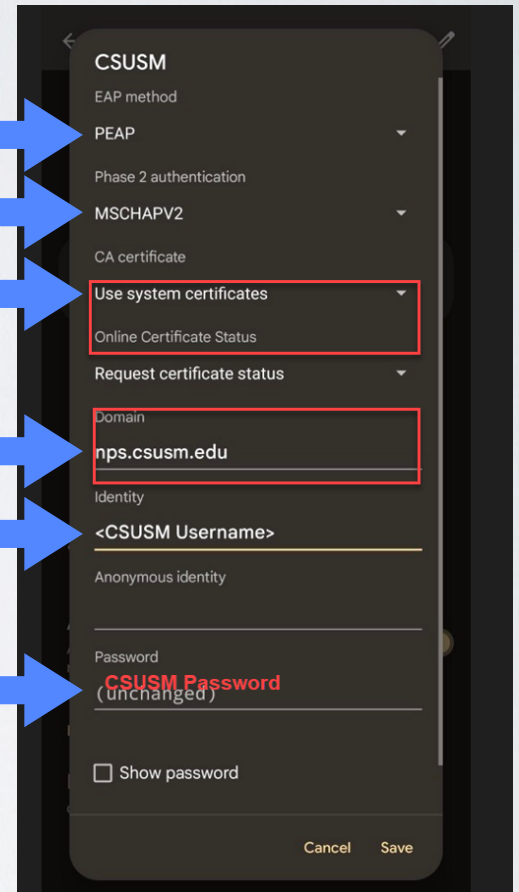 CSUSM
EAP method
PEAP
Phase 2 authentication
MSCHAPV2
CA certificate
Use system certificates
Online Certificate Status
Request certificate status
Domain
nps.csusm.edu
Identity
<CSUSM Username>
Anonymous identity
Password
CSUSM Password
(unchanged)
Show password
Cancel Save